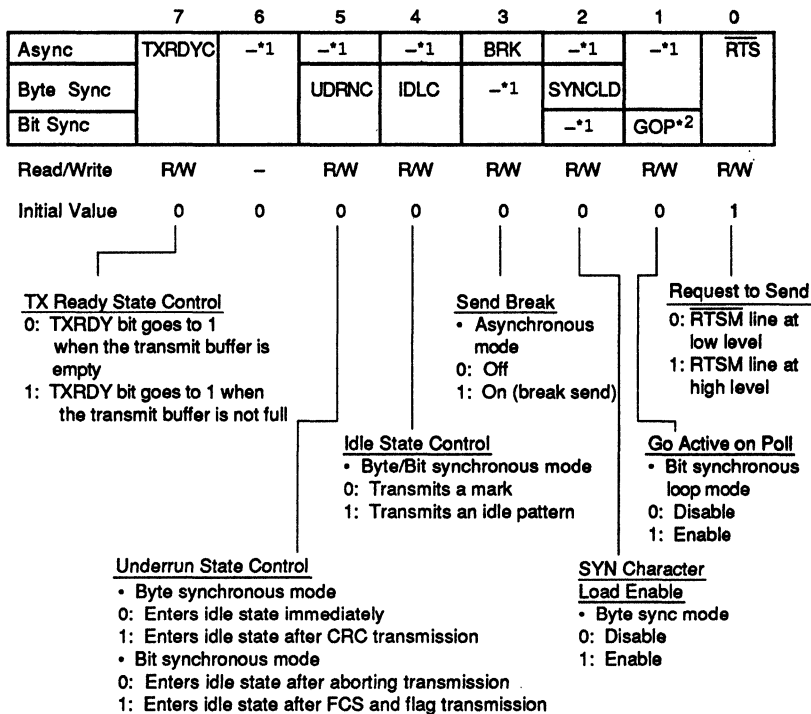 7 6 5 4 3 2 1 0
Async TXRDYC –*1 –*1 –*1 BRK –*1 –*1 RTS
Byte Sync UDRNC IDLC –*1 SYNCLD
Bit Sync –*1 GOP*2
Read/Write R/W – R/W R/W R/W R/W R/W R/W
Initial Value 0 0 0 0 0 0 0 1
TX Ready State Control
0: TXRDY bit goes to 1
when the transmit buffer is
empty
1: TXRDY bit goes to 1 when
the transmit buffer is not full
Send Break
• Asynchronous
mode
0: Off
1: On (break send)
Request to Send
0: RTSM line at
low level
1: RTSM line at
high level
Idle State Control
• Byte/Bit synchronous mode
0: Transmits a mark
1: Transmits an idle pattern
Go Active on Poll
• Bit synchronous
loop mode
0: Disable
1: Enable
Underrun State Control
• Byte synchronous mode
0: Enters idle state immediately
1: Enters idle state after CRC transmission
• Bit synchronous mode
0: Enters idle state after aborting transmission
1: Enters idle state after FCS and flag transmission
SYN Character
Load Enable
• Byte sync mode
0: Disable
1: Enable